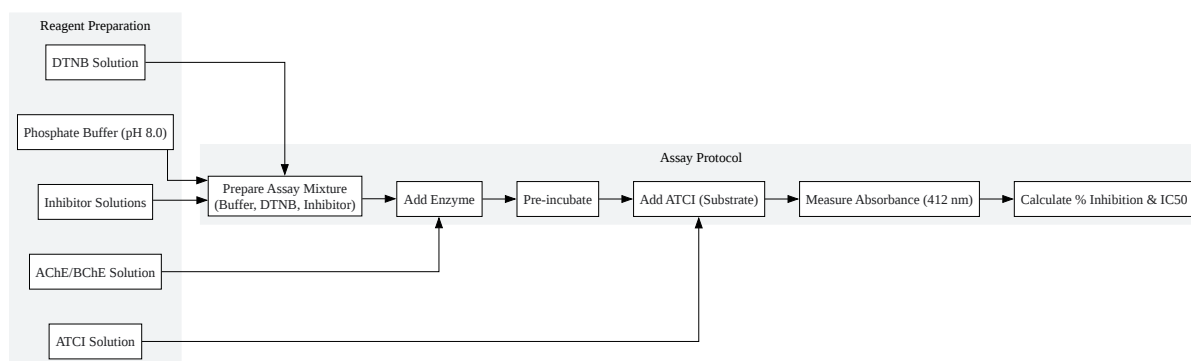 Reagent Preparation
DTNB Solution
Phosphate Buffer (pH 8.0)
Inhibitor Solutions
AChE/BChE Solution
ATCI Solution
Assay Protocol
Prepare Assay Mixture
(Buffer, DTNB, Inhibitor)
Add Enzyme
Pre-incubate
Add ATCI (Substrate)
Measure Absorbance (412 nm)
Calculate % Inhibition & IC50